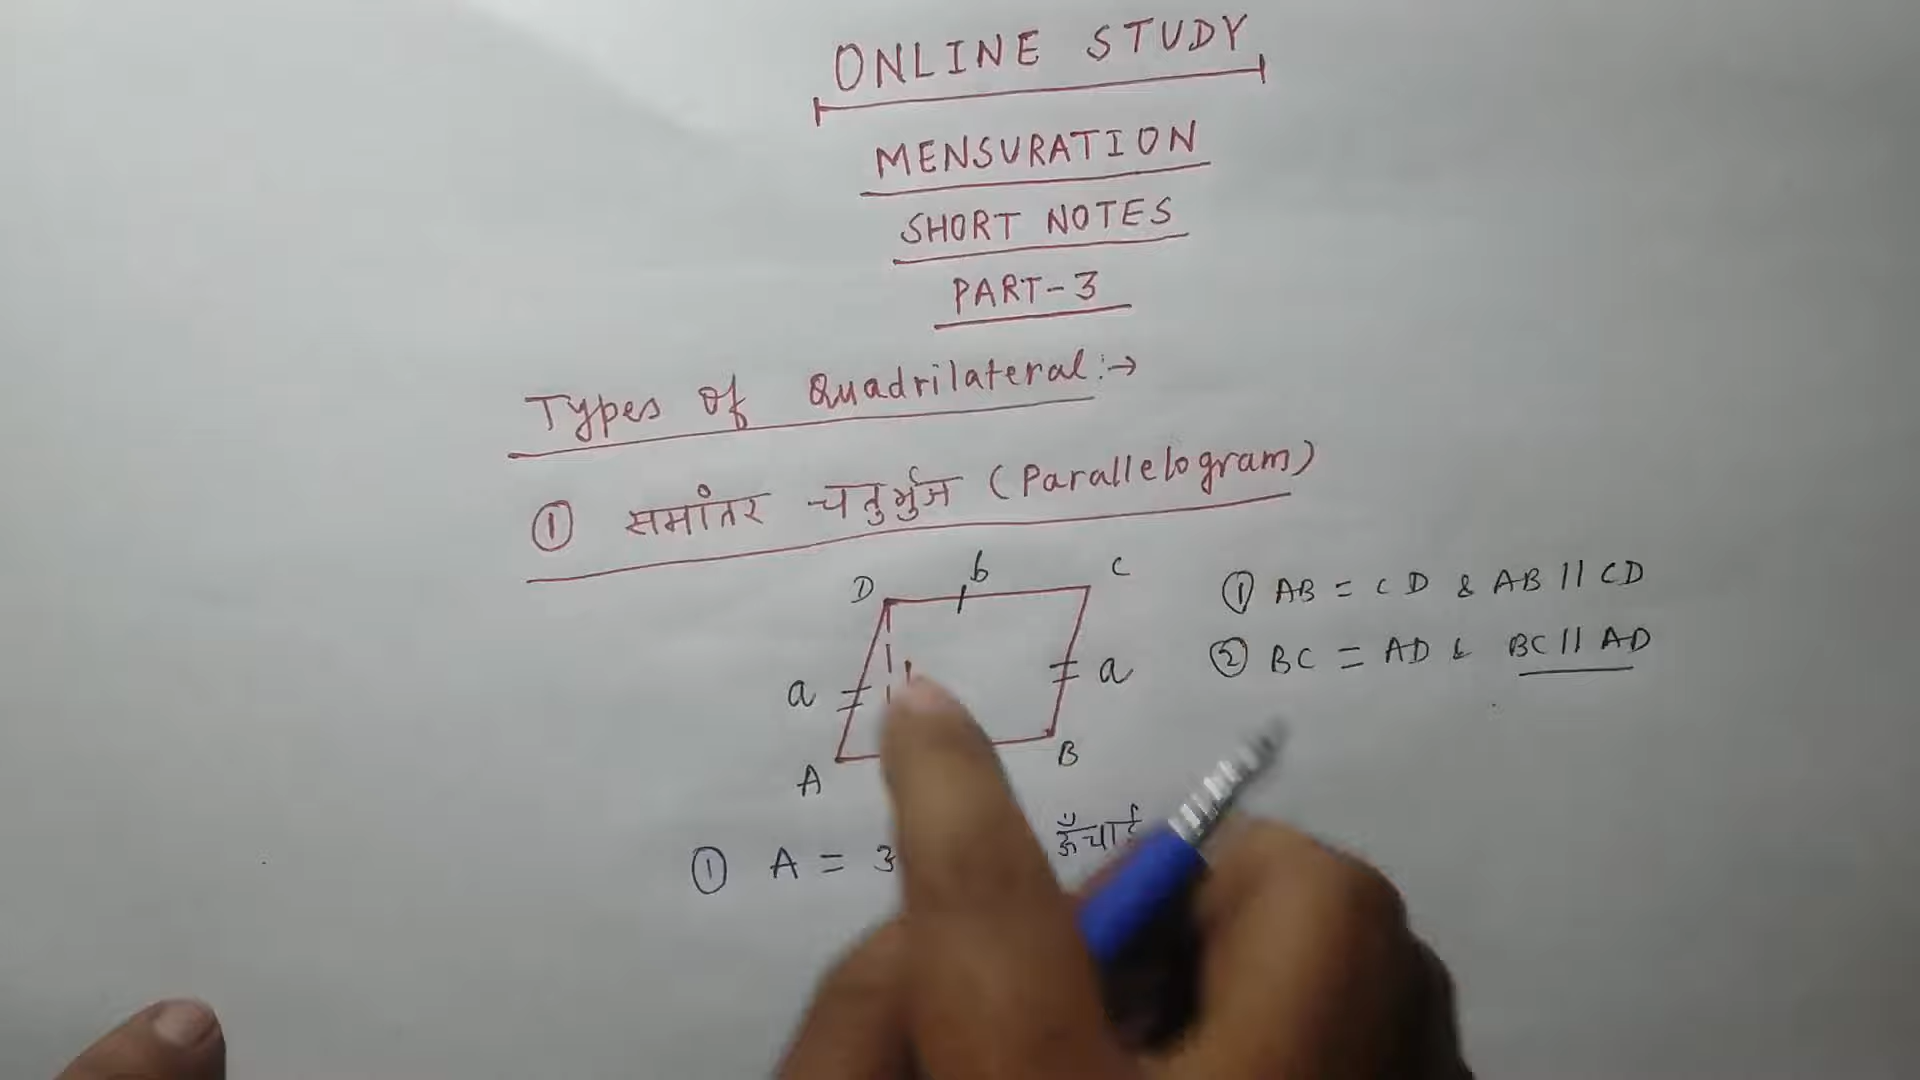 ONLINE STUDY
MENSURATION
SHORT NOTES
PART-3
Types of Quadrilateral:→
① समांतर चतुर्भुज (Parallelogram)
D b C
① AB = CD & AB || CD
② BC = AD & BC || AD
a a
A B
① A = ऊँचाई